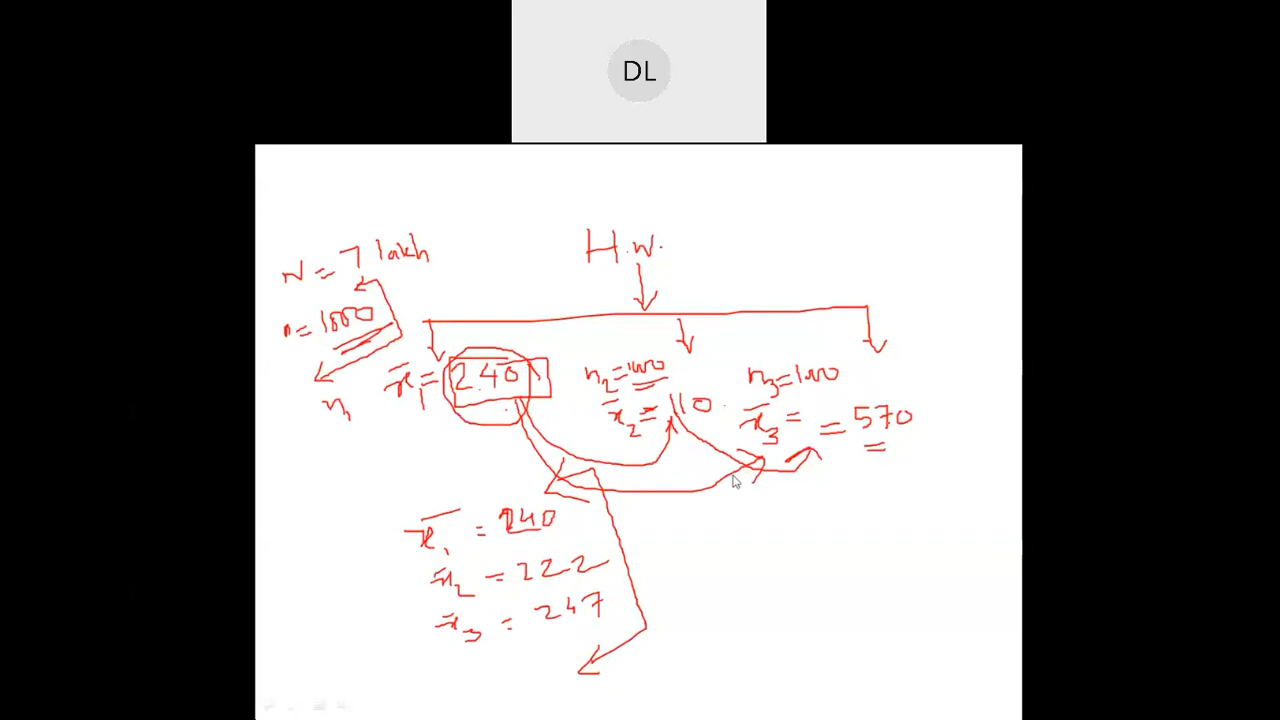 DL
N = 7 lakh
H.W.
n = 1000
n₁
x̄₁ = 240
n₂ = 1000
x̄₂ = 110
n₃ = 1000
x̄₃ = = 570
x̄₁ = 240
x̄₂ = 222
x̄₃ = 247